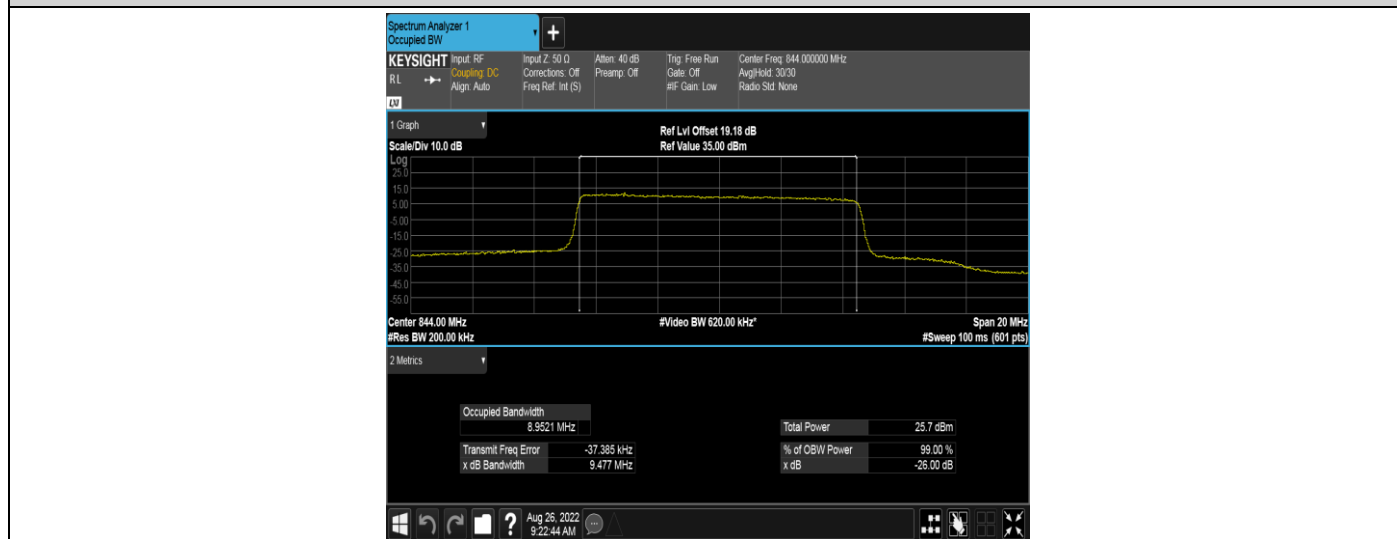 Spectrum Analyzer 1
Occupied BW
+
KEYSIGHT
RL
LXI
Input: RF
Coupling: DC
Align: Auto
Input Z: 50 Ω
Corrections: Off
Freq Ref: Int (S)
Atten: 40 dB
Preamp: Off
Trig: Free Run
Gate: Off
#IF Gain: Low
Center Freq: 844.000000 MHz
Avg|Hold: 30/30
Radio Std: None
1 Graph
Scale/Div 10.0 dB
Ref Lvl Offset 19.18 dB
Ref Value 35.00 dBm
Log
25.0
15.0
5.00
-5.00
-15.0
-25.0
-35.0
-45.0
-55.0
Center 844.00 MHz
#Res BW 200.00 kHz
#Video BW 620.00 kHz*
Span 20 MHz
#Sweep 100 ms (601 pts)
2 Metrics
Occupied Bandwidth
8.9521 MHz
Transmit Freq Error -37.385 kHz
x dB Bandwidth 9.477 MHz
Total Power 25.7 dBm
% of OBW Power 99.00 %
x dB -26.00 dB
?
Aug 26, 2022
9:22:44 AM